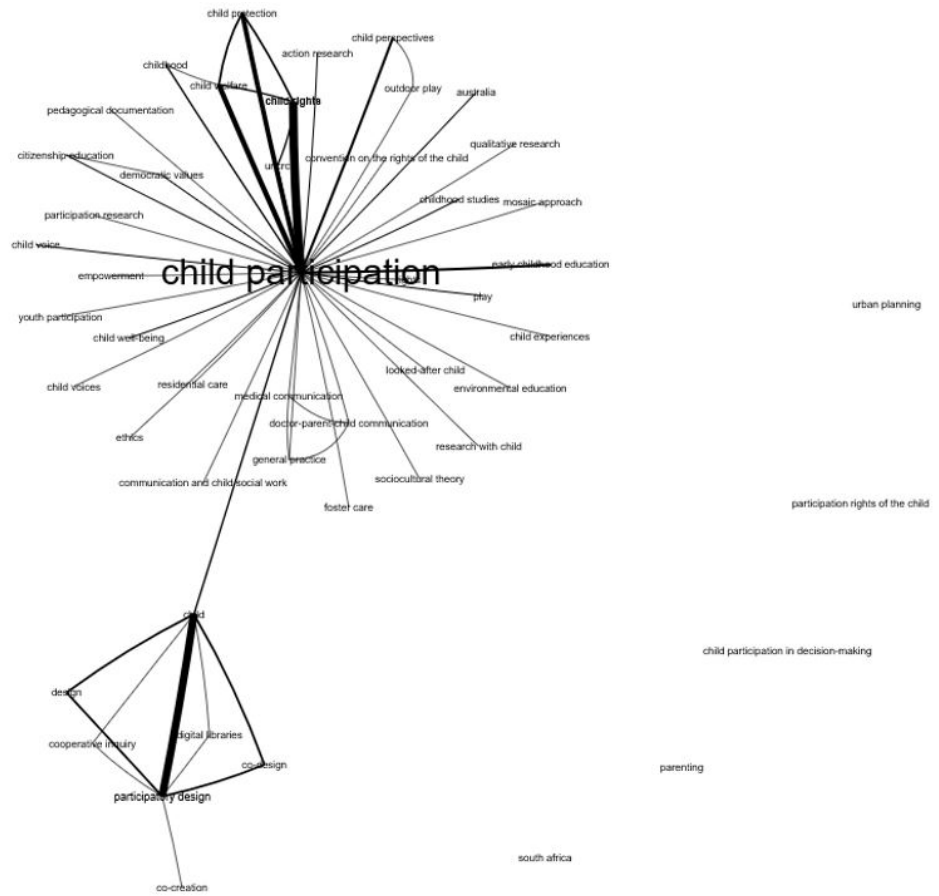 child protection
child perspectives
action research
childhood
child welfare
outdoor play
australia
child rights
pedagogical documentation
qualitative research
citizenship education
convention on the rights of the child
democratic values
childhood studies
mosaic approach
participation research
child voice
early childhood education
child participation
empowerment
play
urban planning
youth participation
child well-being
child experiences
looked-after child
child voices
residential care
environmental education
medical communication
doctor-parent-child communication
ethics
research with child
general practice
sociocultural theory
communication and child social work
foster care
participation rights of the child
child
child participation in decision-making
design
digital libraries
cooperative inquiry
co-design
parenting
participatory design
south africa
co-creation